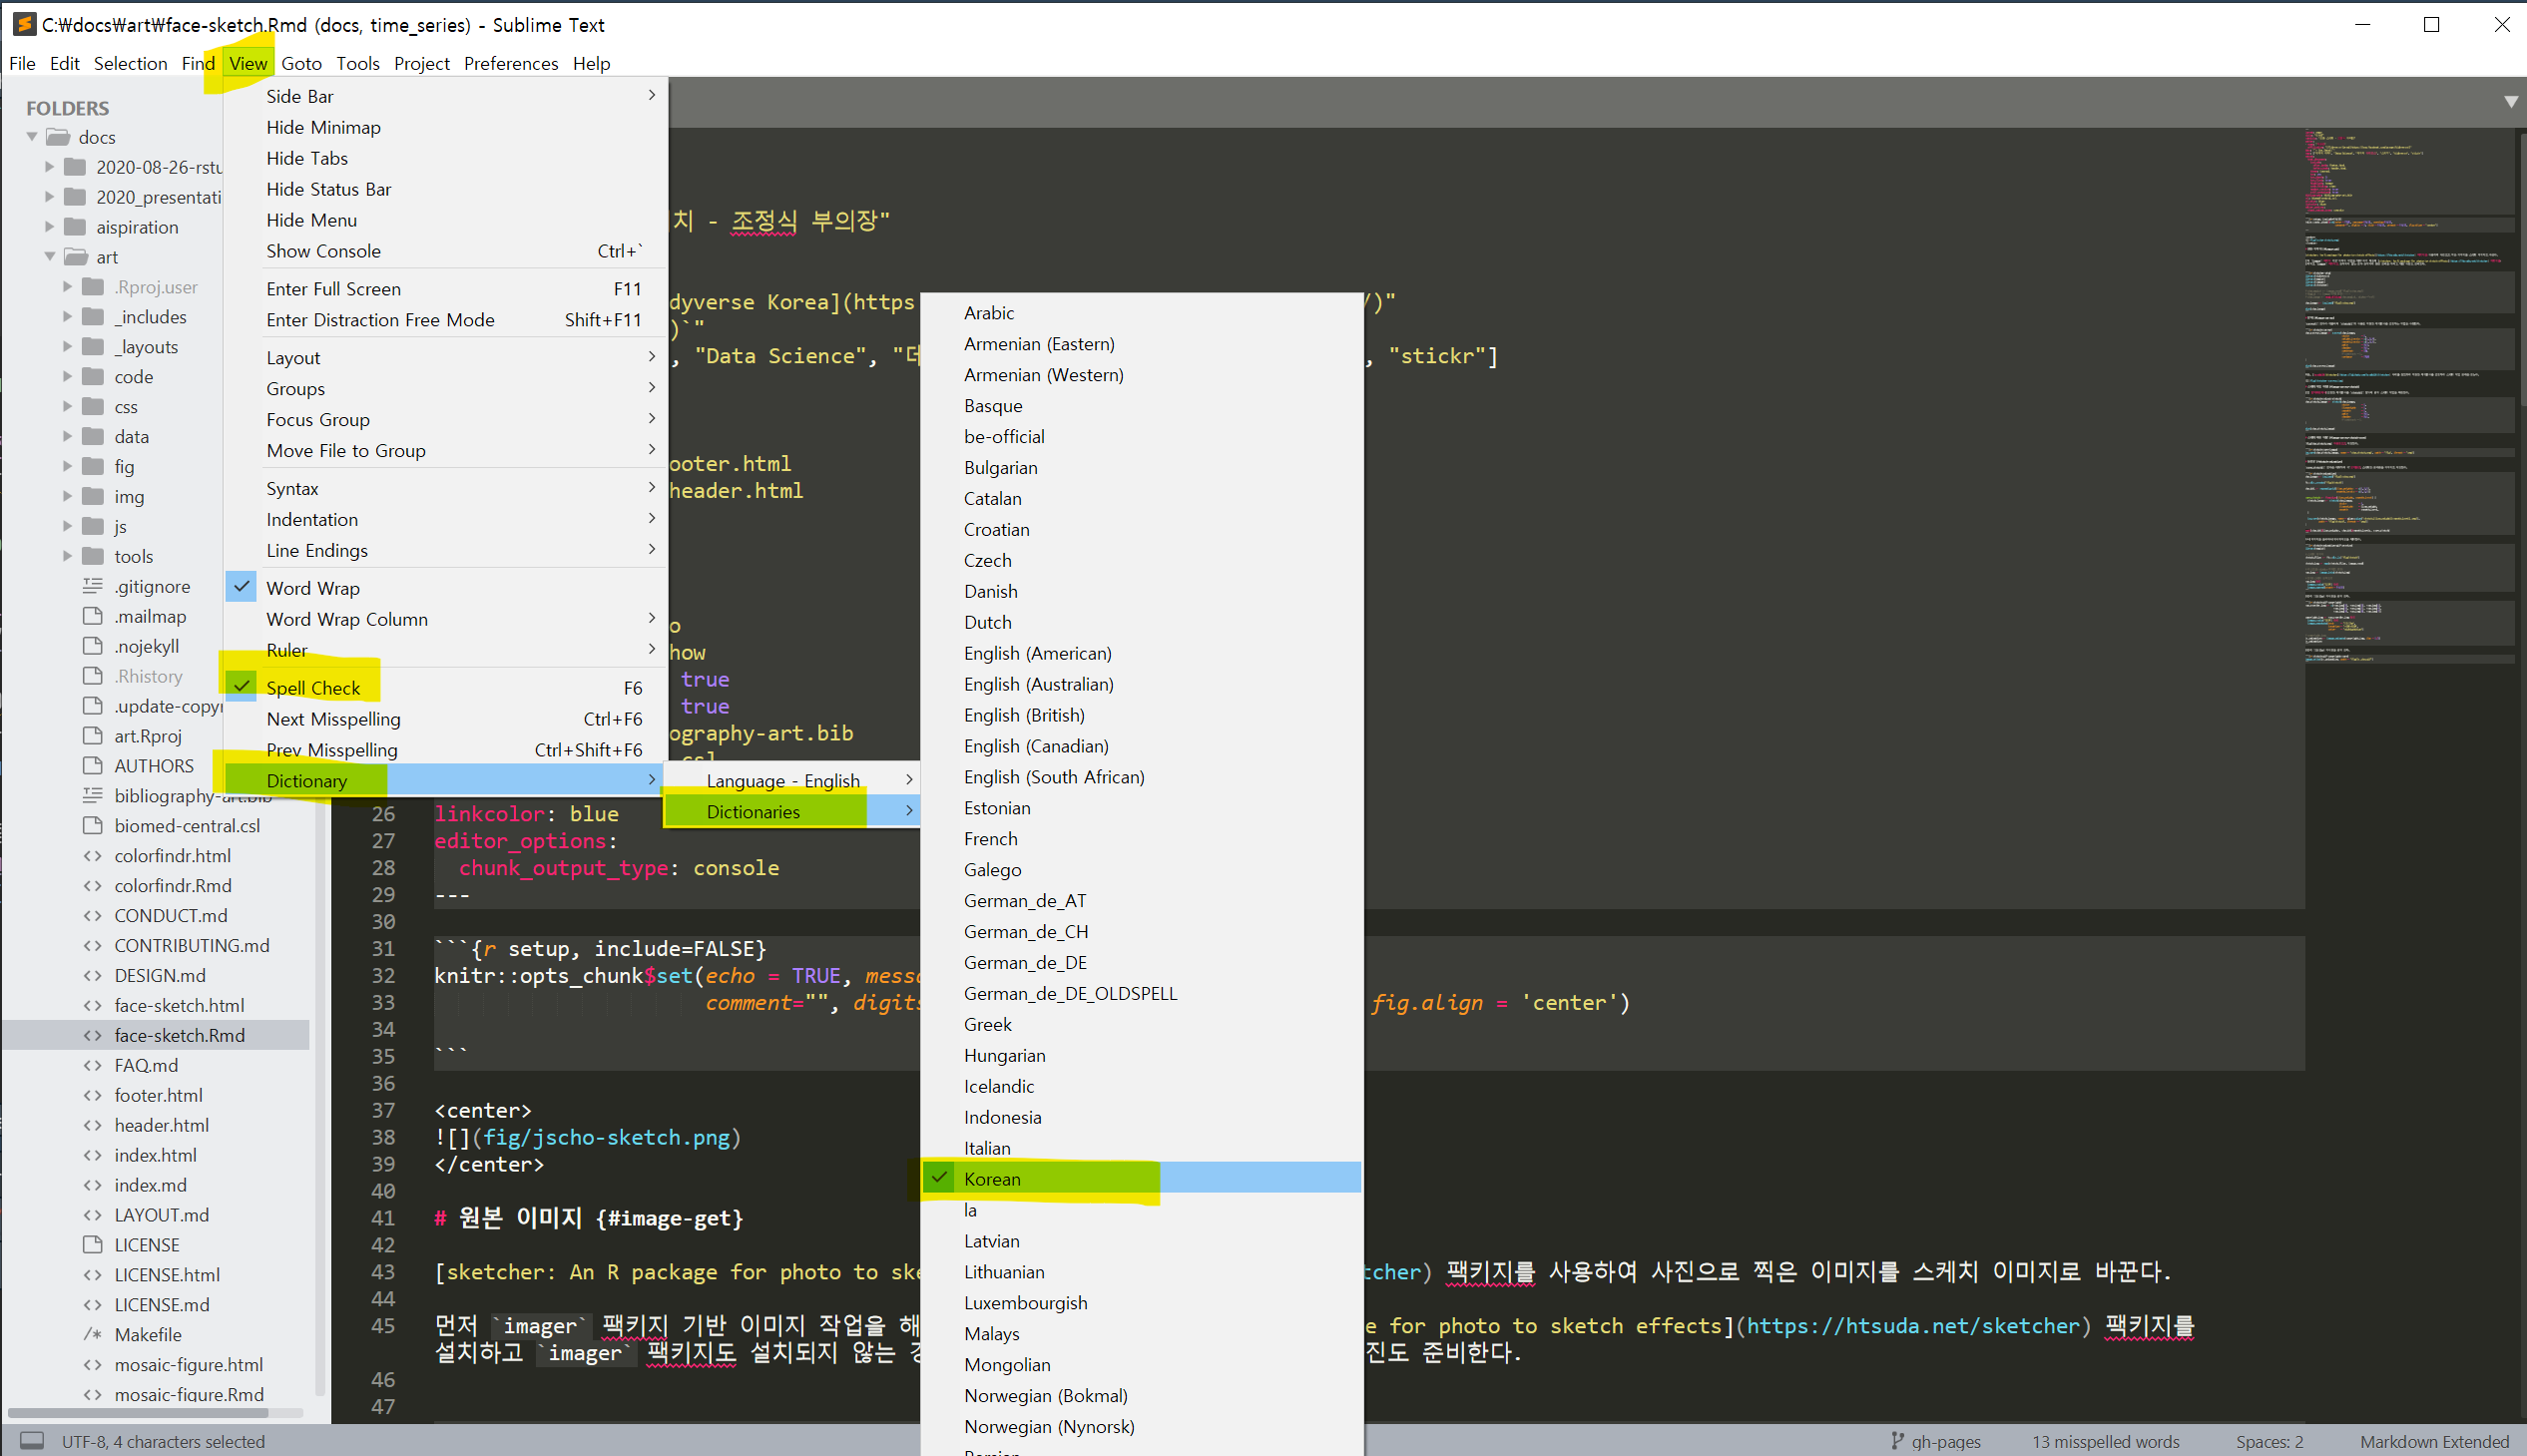 C:\docs\art\face-sketch.Rmd (docs, time_series) - Sublime Text
File Edit Selection Find View Goto Tools Project Preferences Help
FOLDERS
docs
2020-08-26-rstu
2020_presentati
aispiration
art
.Rproj.user
_includes
_layouts
code
css
data
fig
img
js
tools
.gitignore
.mailmap
.nojekyll
.Rhistory
.update-copyr
art.Rproj
AUTHORS
bibliography-art.bib
biomed-central.csl
colorfindr.html
colorfindr.Rmd
CONDUCT.md
CONTRIBUTING.md
DESIGN.md
face-sketch.html
face-sketch.Rmd
FAQ.md
footer.html
header.html
index.html
index.md
LAYOUT.md
LICENSE
LICENSE.html
LICENSE.md
Makefile
mosaic-figure.html
mosaic-figure.Rmd
Side Bar
Hide Minimap
Hide Tabs
Hide Status Bar
Hide Menu
Show Console Ctrl+`
Enter Full Screen F11
Enter Distraction Free Mode Shift+F11
Layout
Groups
Focus Group
Move File to Group
Syntax
Indentation
Line Endings
Word Wrap
Word Wrap Column
Ruler
Spell Check F6
Next Misspelling Ctrl+F6
Prev Misspelling Ctrl+Shift+F6
Dictionary
Language - English
Dictionaries
Arabic
Armenian (Eastern)
Armenian (Western)
Basque
be-official
Bulgarian
Catalan
Croatian
Czech
Danish
Dutch
English (American)
English (Australian)
English (British)
English (Canadian)
English (South African)
Estonian
French
Galego
German_de_AT
German_de_CH
German_de_DE
German_de_DE_OLDSPELL
Greek
Hungarian
Icelandic
Indonesia
Italian
Korean
la
Latvian
Lithuanian
Luxembourgish
Malays
Mongolian
Norwegian (Bokmal)
Norwegian (Nynorsk)
치 - 조정식 부의장"
dyverse Korea](https /)"
)`"
, "Data Science", "데 , "stickr"]
ooter.html
header.html
o
how
true
true
ography-art.bib
csl
26 linkcolor: blue
27 editor_options:
28   chunk_output_type: console
29 ---
30
31 ```{r setup, include=FALSE}
32 knitr::opts_chunk$set(echo = TRUE, messa
33 comment="", digits fig.align = 'center')
34
35 ```
36
37 <center>
38 ![](fig/jscho-sketch.png)
39 </center>
40
41 # 원본 이미지 {#image-get}
42
43 [sketcher: An R package for photo to ske tcher) 팩키지를 사용하여 사진으로 찍은 이미지를 스케치 이미지로 바꾼다.
44
45 먼저 `imager` 팩키지 기반 이미지 작업을 해 e for photo to sketch effects](https://htsuda.net/sketcher) 팩키지를
설치하고 `imager` 팩키지도 설치되지 않는 경 진도 준비한다.
46
47
UTF-8, 4 characters selected
gh-pages 13 misspelled words Spaces: 2 Markdown Extended